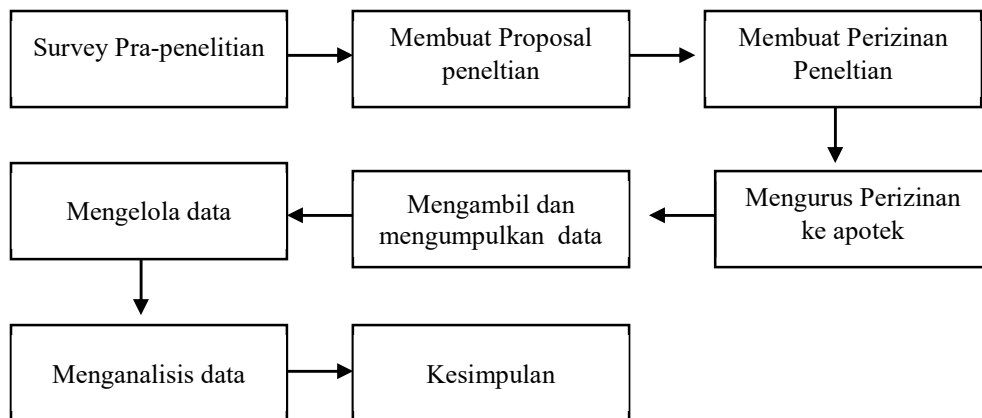 Survey Pra-penelitian
Membuat Proposal
peneltian
Membuat Perizinan
Peneltian
Mengurus Perizinan
ke apotek
Mengambil dan
mengumpulkan  data
Mengelola data
Menganalisis data
Kesimpulan